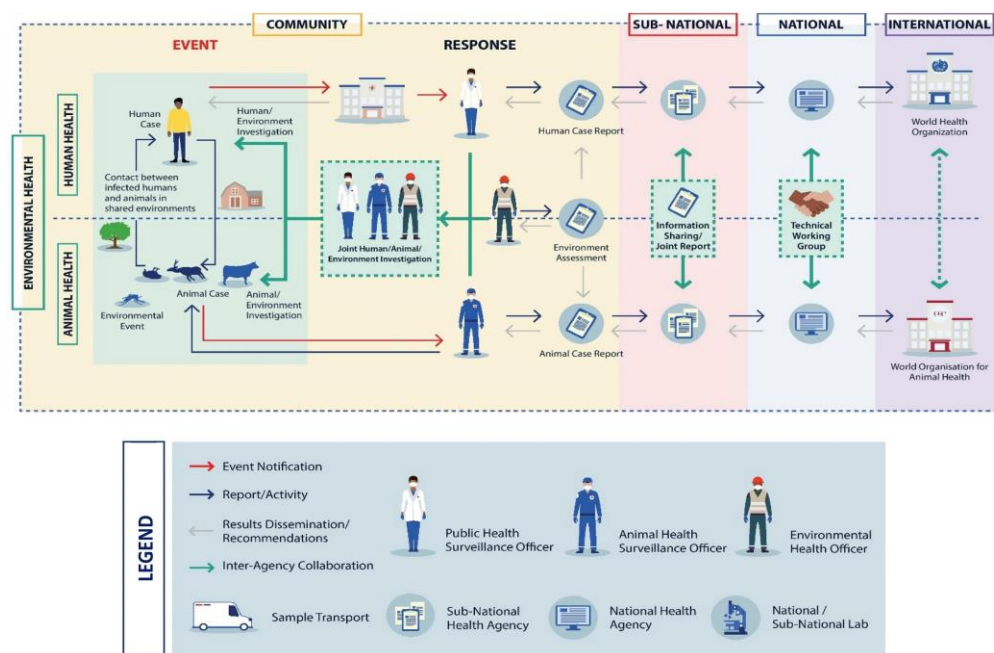 COMMUNITY
SUB- NATIONAL
NATIONAL
INTERNATIONAL
EVENT
RESPONSE
ENVIRONMENTAL HEALTH
HUMAN HEALTH
ANIMAL HEALTH
Human
Case
Human/
Environment
Investigation
Contact between
infected humans
and animals in
shared environments
Animal Case
Environmental
Event
Animal/
Environment
Investigation
Joint Human/Animal/
Environment Investigation
Human Case Report
Environment
Assessment
Animal Case Report
Information
Sharing/
Joint Report
Technical
Working
Group
World Health
Organization
World Organisation for
Animal Health
LEGEND
Event Notification
Report/Activity
Results Dissemination/
Recommendations
Inter-Agency Collaboration
Public Health
Surveillance Officer
Animal Health
Surveillance Officer
Environmental
Health Officer
Sample Transport
Sub-National
Health Agency
National Health
Agency
National /
Sub-National Lab